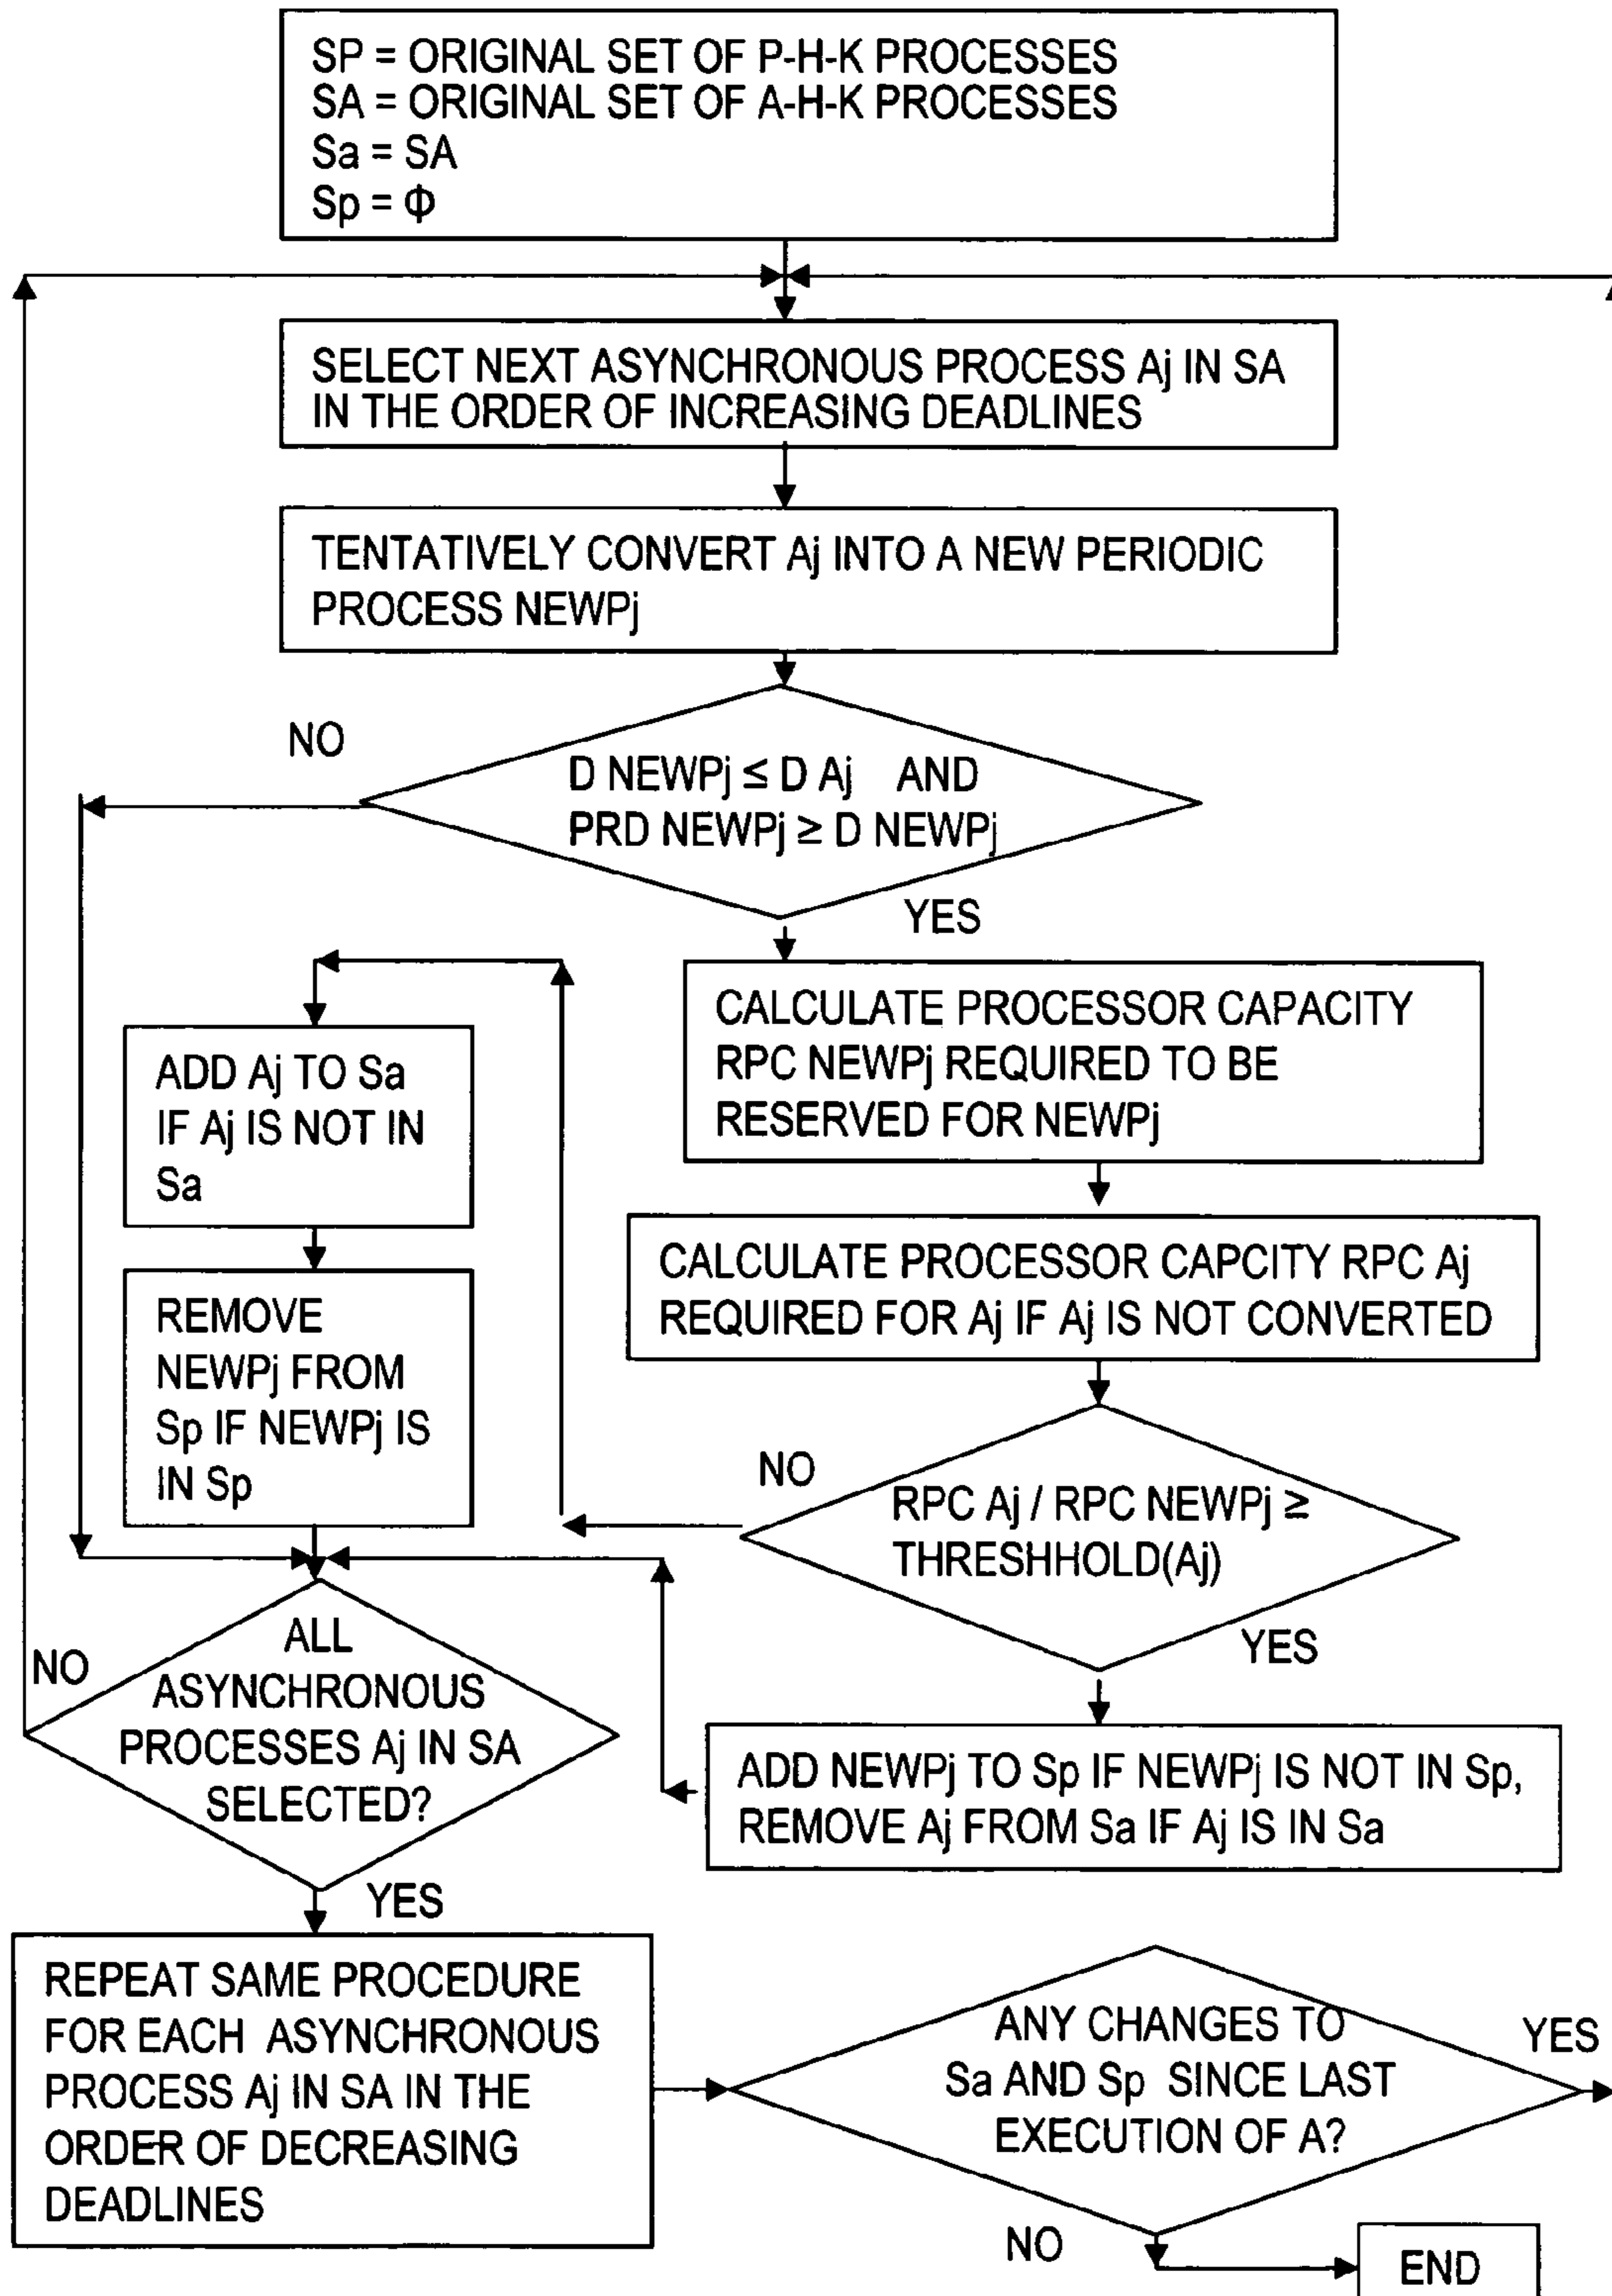 SP = ORIGINAL SET OF P-H-K PROCESSES
SA = ORIGINAL SET OF A-H-K PROCESSES
Sa = SA
Sp = Φ
SELECT NEXT ASYNCHRONOUS PROCESS Aj IN SA
IN THE ORDER OF INCREASING DEADLINES
TENTATIVELY CONVERT Aj INTO A NEW PERIODIC
PROCESS NEWPj
NO
D NEWPj ≤ D Aj AND
PRD NEWPj ≥ D NEWPj
YES
CALCULATE PROCESSOR CAPACITY
RPC NEWPj REQUIRED TO BE
RESERVED FOR NEWPj
ADD Aj TO Sa
IF Aj IS NOT IN
Sa
CALCULATE PROCESSOR CAPCITY RPC Aj
REQUIRED FOR Aj IF Aj IS NOT CONVERTED
REMOVE
NEWPj FROM
Sp IF NEWPj IS
IN Sp
NO
RPC Aj / RPC NEWPj ≥
THRESHHOLD(Aj)
YES
NO
ALL
ASYNCHRONOUS
PROCESSES Aj IN SA
SELECTED?
ADD NEWPj TO Sp IF NEWPj IS NOT IN Sp,
REMOVE Aj FROM Sa IF Aj IS IN Sa
YES
REPEAT SAME PROCEDURE
FOR EACH ASYNCHRONOUS
PROCESS Aj IN SA IN THE
ORDER OF DECREASING
DEADLINES
ANY CHANGES TO
Sa AND Sp SINCE LAST
EXECUTION OF A?
YES
NO
END